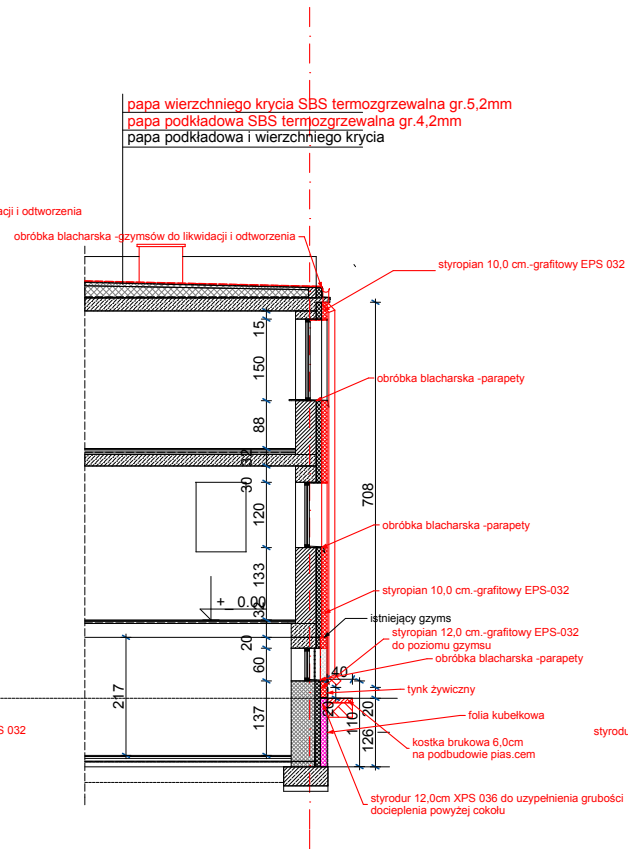 papa wierzchniego krycia SBS termozgrzewalna gr.5,2mm
papa podkładowa SBS termozgrzewalna gr.4,2mm
papa podkładowa i wierzchniego krycia
acji i odtworzenia
obróbka blacharska -gzymsów do likwidacji i odtworzenia
styropian 10,0 cm.-grafitowy EPS 032
15
150
obróbka blacharska -parapety
88
32
30
708
120
obróbka blacharska -parapety
133
styropian 10,0 cm.-grafitowy EPS-032
+ 0.00
32
istniejący gzyms
20
styropian 12,0 cm.-grafitowy EPS-032
do poziomu gzymsu
obróbka blacharska -parapety
60
40
tynk żywiczny
217
137
20
110
20
126
folia kubełkowa
S 032
styrodu
kostka brukowa 6,0cm
na podbudowie pias.cem
styrodur 12,0cm XPS 036 do uzypełnienia grubości
docieplenia powyżej cokołu